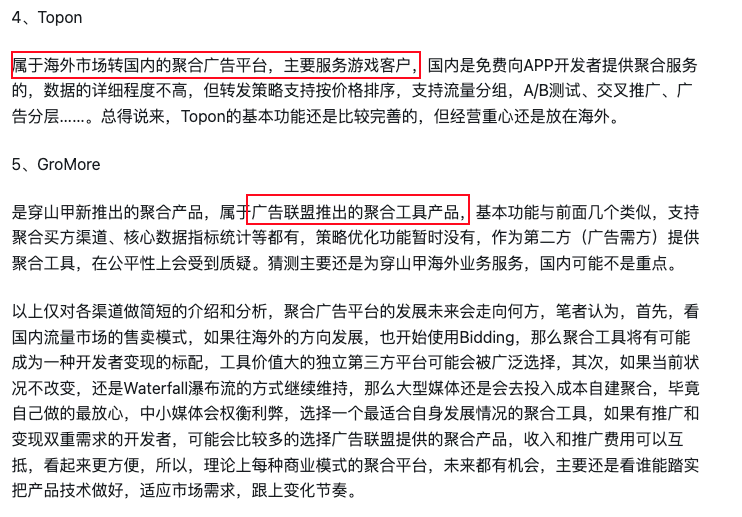 4、Topon
属于海外市场转国内的聚合广告平台，主要服务游戏客户，国内是免费向APP开发者提供聚合服务
的，数据的详细程度不高，但转发策略支持按价格排序，支持流量分组，A/B测试、交叉推广、广
告分层......。总得说来，Topon的基本功能还是比较完善的，但经营重心还是放在海外。
5、GroMore
是穿山甲新推出的聚合产品，属于广告联盟推出的聚合工具产品，基本功能与前面几个类似，支持
聚合买方渠道、核心数据指标统计等都有，策略优化功能暂时没有，作为第二方（广告需方）提供
聚合工具，在公平性上会受到质疑。猜测主要还是为穿山甲海外业务服务，国内可能不是重点。
以上仅对各渠道做简短的介绍和分析，聚合广告平台的发展未来会走向何方，笔者认为，首先，看
国内流量市场的售卖模式，如果往海外的方向发展，也开始使用Bidding，那么聚合工具将有可能
成为一种开发者变现的标配，工具价值大的独立第三方平台可能会被广泛选择，其次，如果当前状
况不改变，还是Waterfall瀑布流的方式继续维持，那么大型媒体还是会去投入成本自建聚合，毕竟
自己做的最放心，中小媒体会权衡利弊，选择一个最适合自身发展情况的聚合工具，如果有推广和
变现双重需求的开发者，可能会比较多的选择广告联盟提供的聚合产品，收入和推广费用可以互
抵，看起来更方便，所以，理论上每种商业模式的聚合平台，未来都有机会，主要还是看谁能踏实
把产品技术做好，适应市场需求，跟上变化节奏。